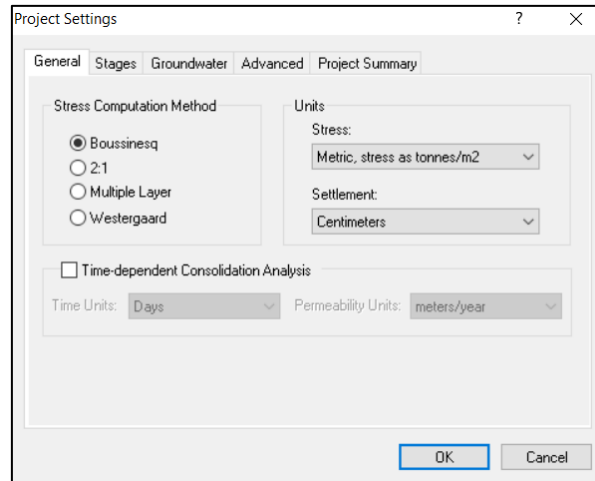 Project Settings ? ×
General Stages Groundwater Advanced Project Summary
Stress Computation Method
Boussinesq
2:1
Multiple Layer
Westergaard
Units
Stress:
Metric, stress as tonnes/m2
Settlement:
Centimeters
Time-dependent Consolidation Analysis
Time Units: Days Permeability Units: meters/year
OK Cancel